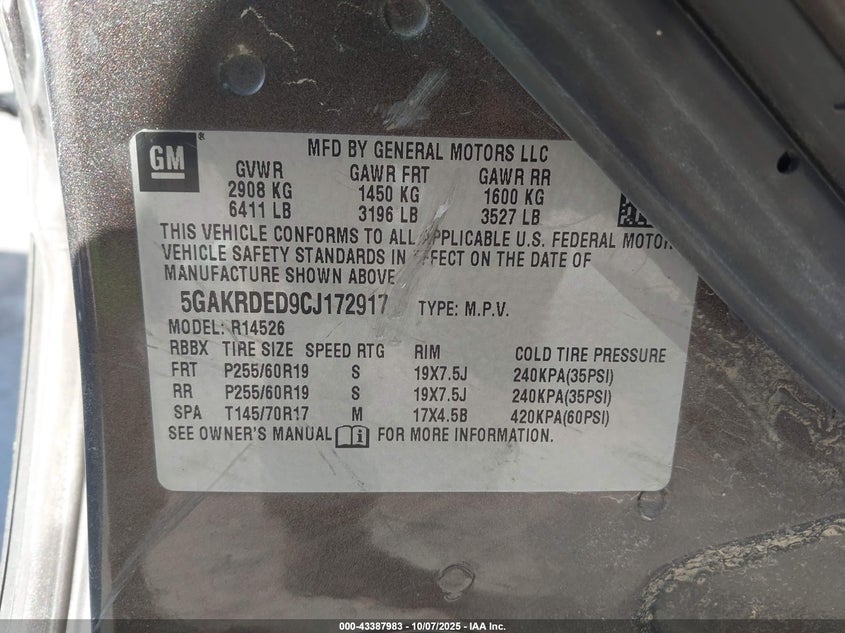 GM ®
MFD BY GENERAL MOTORS LLC
GVWR GAWR FRT GAWR RR
2908 KG 1450 KG 1600 KG
6411 LB 3196 LB 3527 LB
THIS VEHICLE CONFORMS TO ALL APPLICABLE U.S. FEDERAL MOTOR
VEHICLE SAFETY STANDARDS IN EFFECT ON THE DATE OF
MANUFACTURE SHOWN ABOVE
5GAKRDED9CJ172917 TYPE: M.P.V.
MODEL: R14526
RBBX TIRE SIZE SPEED RTG RIM COLD TIRE PRESSURE
FRT P255/60R19 S 19X7.5J 240KPA(35PSI)
RR P255/60R19 S 19X7.5J 240KPA(35PSI)
SPA T145/70R17 M 17X4.5B 420KPA(60PSI)
SEE OWNER'S MANUAL FOR MORE INFORMATION.
000-43387983 - 10/07/2025 - IAA Inc.